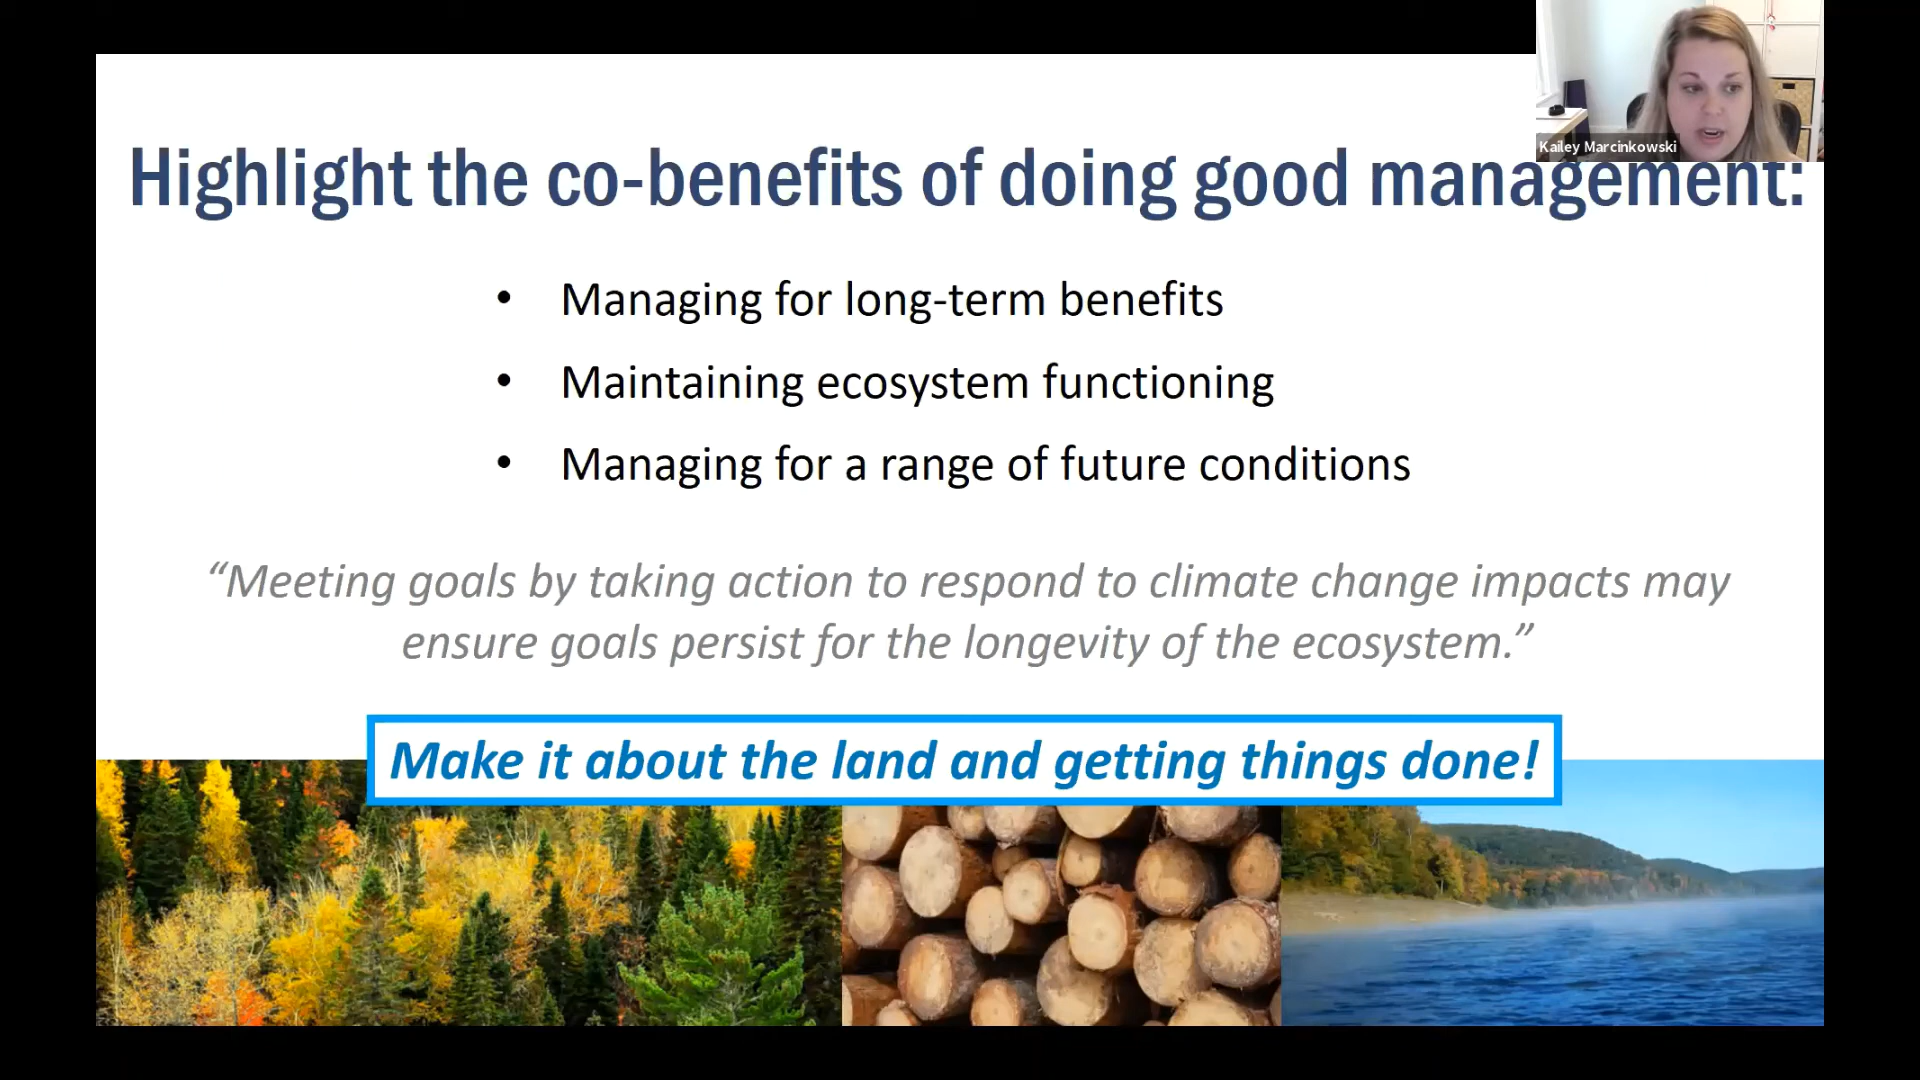 Kailey Marcinkowski
Highlight the co-benefits of doing good management:
• Managing for long-term benefits
• Maintaining ecosystem functioning
• Managing for a range of future conditions
“Meeting goals by taking action to respond to climate change impacts may
ensure goals persist for the longevity of the ecosystem.”
Make it about the land and getting things done!